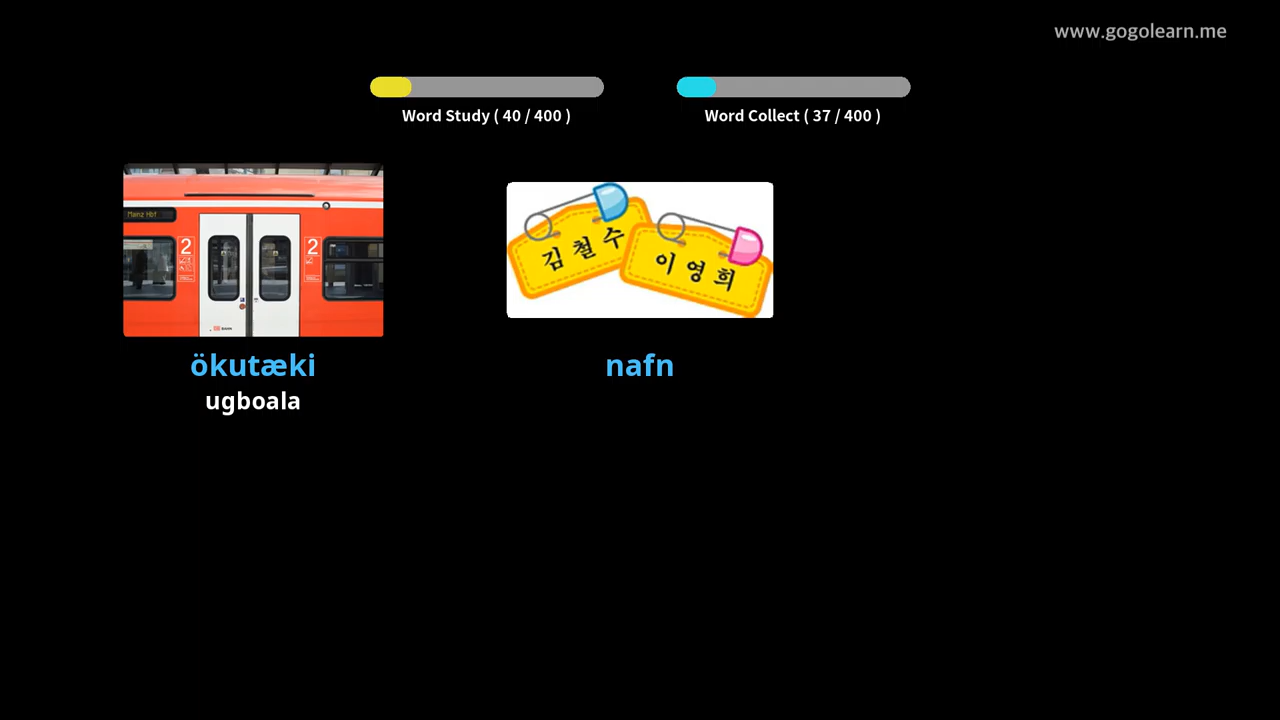 www.gogolearn.me
Word Study ( 40 / 400 )
Word Collect ( 37 / 400 )
Mainz Hbf
2
2
김철수
이영희
ökutæki
nafn
ugboala